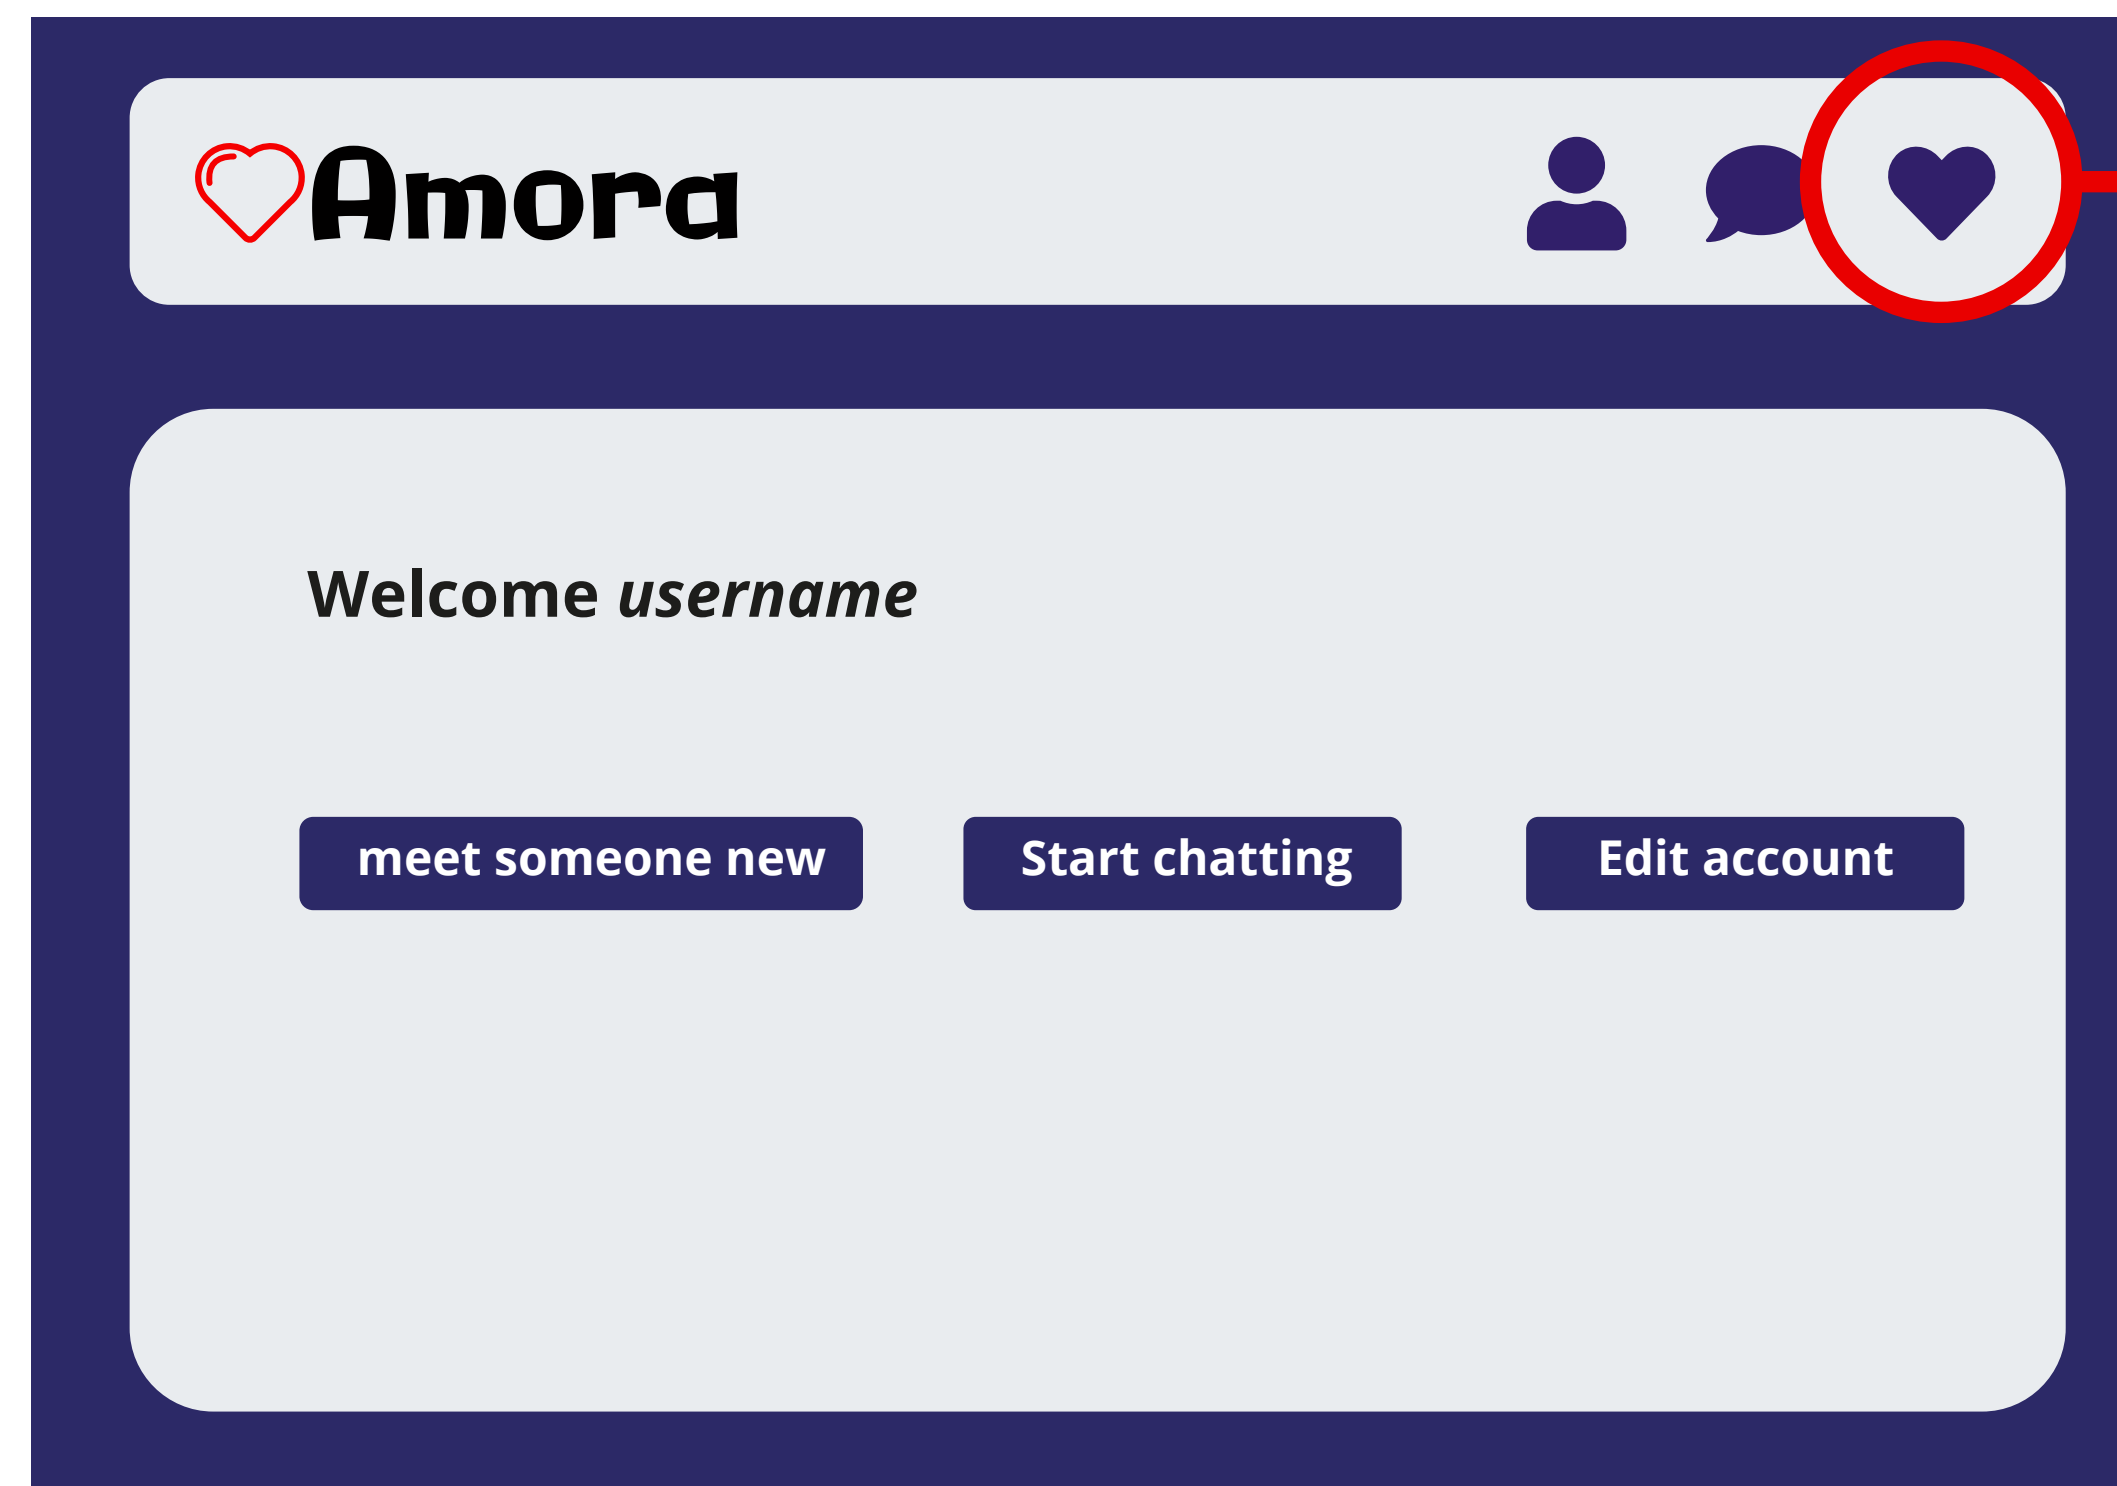 Amora
Welcome username
meet someone new
Start chatting
Edit account